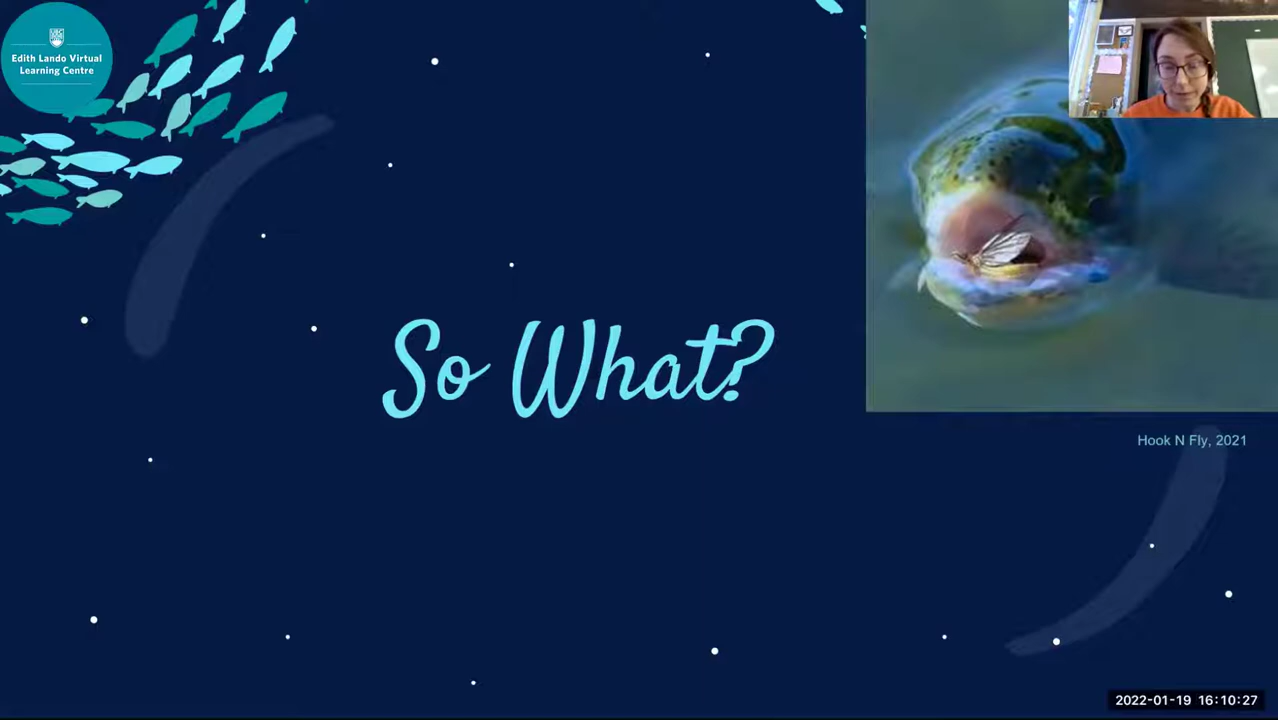 Edith Lando Virtual
Learning Centre
So What?
Hook N Fly, 2021
2022-01-19 16:10:27